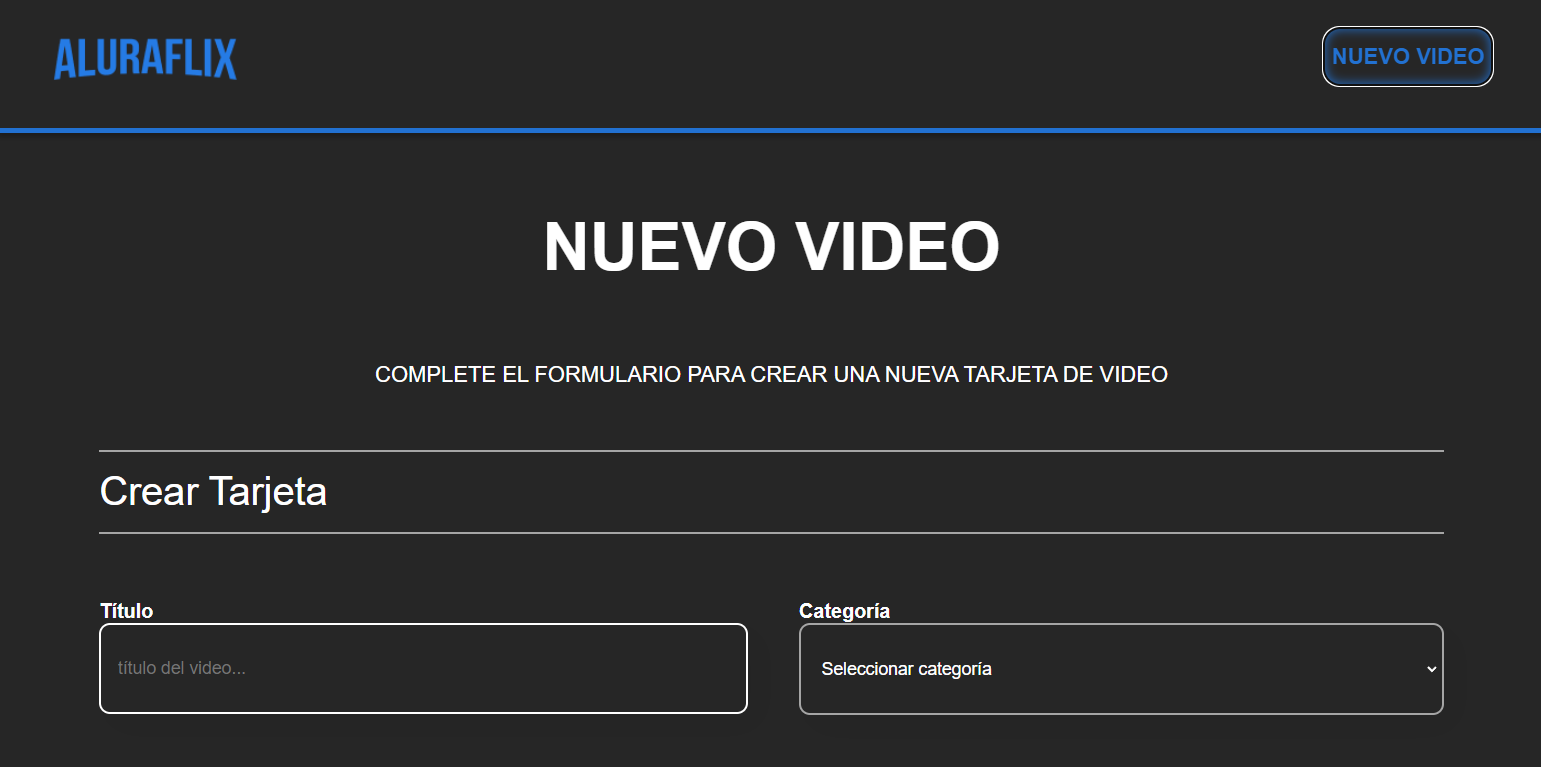 ALURAFLIX
NUEVO VIDEO
NUEVO VIDEO
COMPLETE EL FORMULARIO PARA CREAR UNA NUEVA TARJETA DE VIDEO
Crear Tarjeta
Título
Categoría
título del video...
Seleccionar categoría